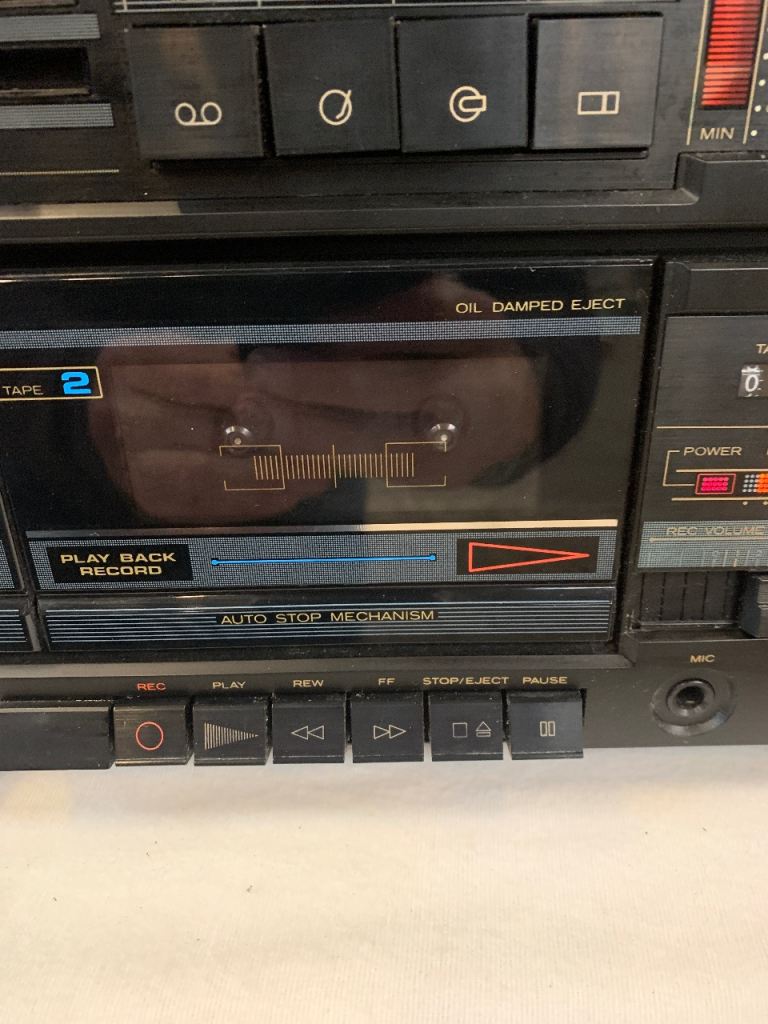 MIN
OIL DAMPED EJECT
TAPE 2
0
POWER
REC VOLUME
PLAY BACK
RECORD
AUTO STOP MECHANISM
MIC
REC PLAY REW FF STOP/EJECT PAUSE